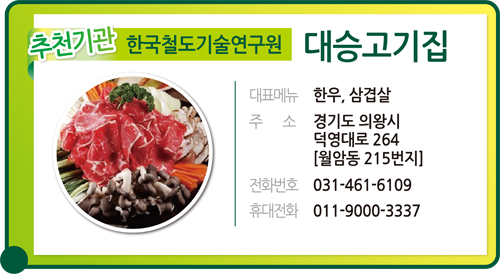 추천기관 한국철도기술연구원 대승고기집
대표메뉴 한우, 삼겹살
주 소 경기도 의왕시
덕영대로 264
[월암동 215번지]
전화번호 031-461-6109
휴대전화 011-9000-3337